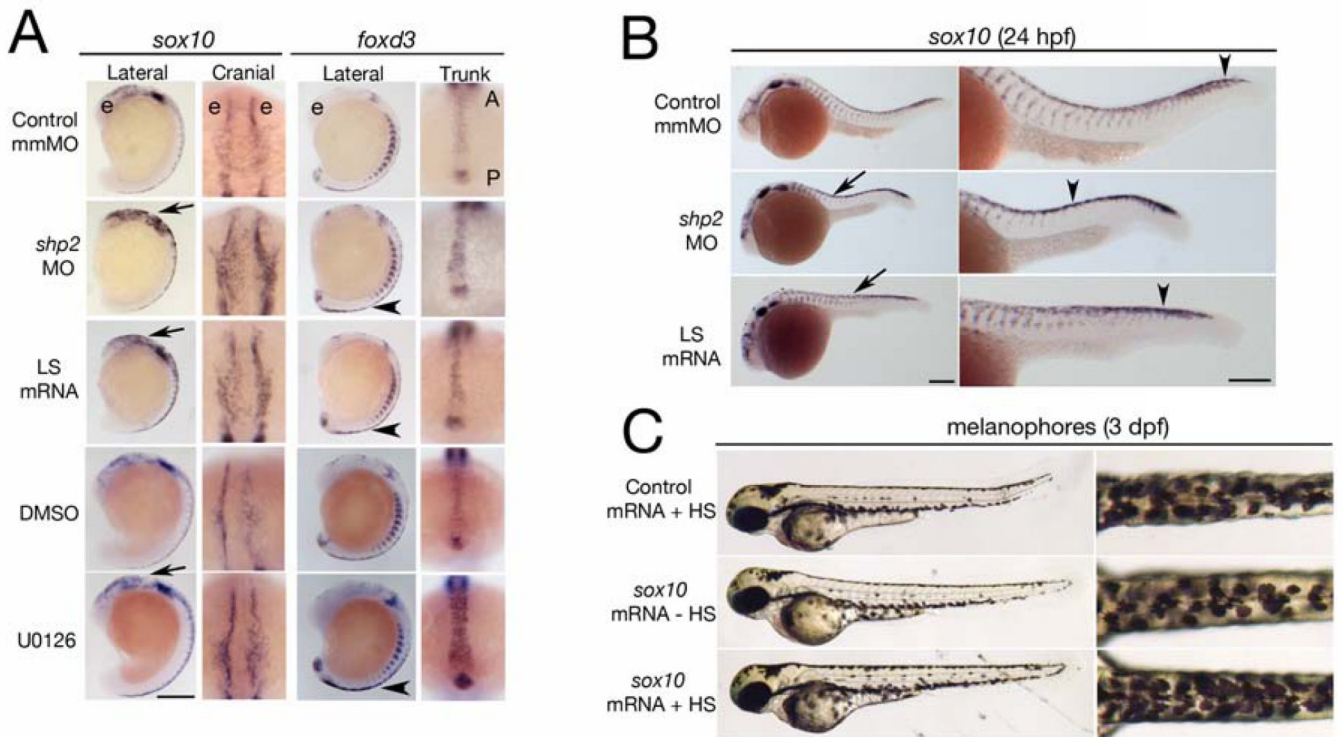 A
sox10
foxd3
Lateral
Cranial
Lateral
Trunk
Control
mmMO
e
e
e
e
A
P
shp2
MO
LS
mRNA
DMSO
U0126
B
sox10 (24 hpf)
Control
mmMO
shp2
MO
LS
mRNA
C
melanophores (3 dpf)
Control
mRNA + HS
sox10
mRNA - HS
sox10
mRNA + HS